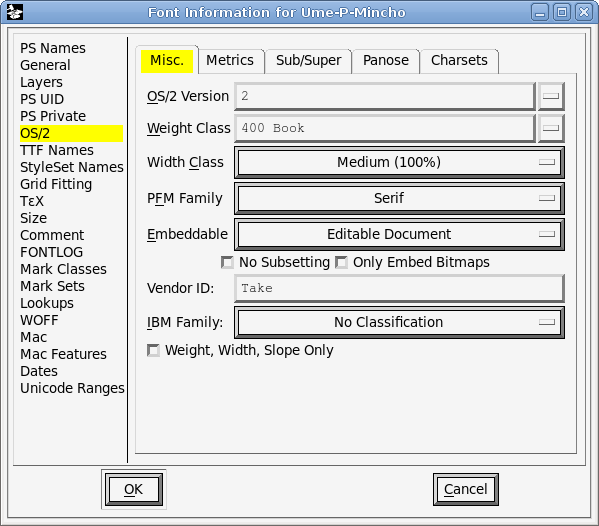 Font Information for Ume-P-Mincho
PS Names
General
Layers
PS UID
PS Private
OS/2
TTF Names
StyleSet Names
Grid Fitting
ΤεΧ
Size
Comment
FONTLOG
Mark Classes
Mark Sets
Lookups
WOFF
Mac
Mac Features
Dates
Unicode Ranges
Misc. Metrics Sub/Super Panose Charsets
OS/2 Version 2
Weight Class 400 Book
Width Class Medium (100%)
PFM Family Serif
Embeddable Editable Document
No Subsetting Only Embed Bitmaps
Vendor ID: Take
IBM Family: No Classification
Weight, Width, Slope Only
OK Cancel